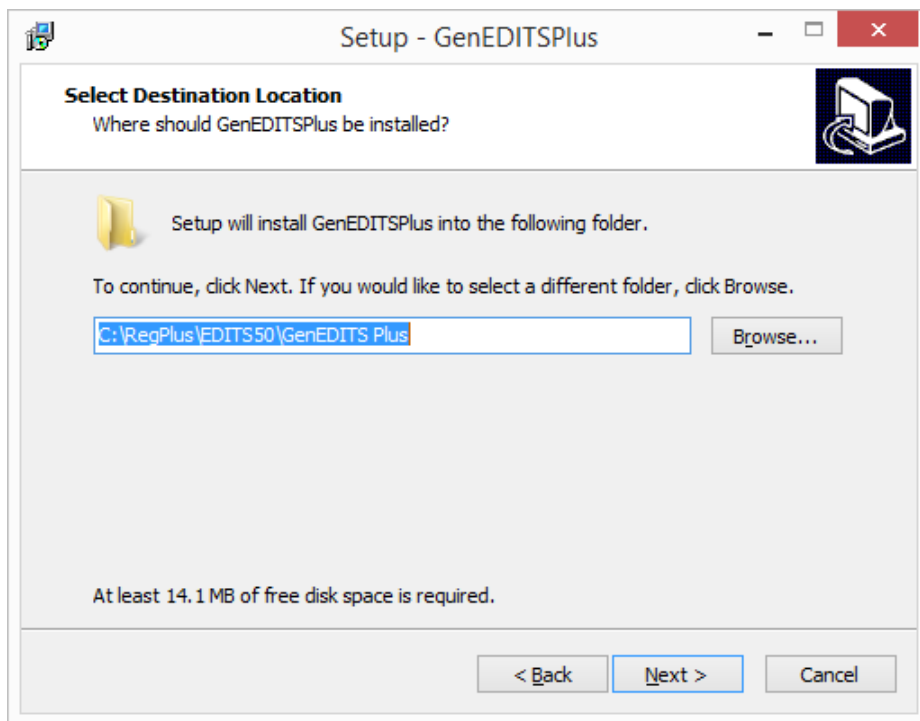 Setup - GenEDITSPlus
Select Destination Location
Where should GenEDITSPlus be installed?
Setup will install GenEDITSPlus into the following folder.
To continue, click Next. If you would like to select a different folder, click Browse.
C:\RegPlus\EDITS50\GenEDITS Plus
Browse...
At least 14.1 MB of free disk space is required.
< Back
Next >
Cancel